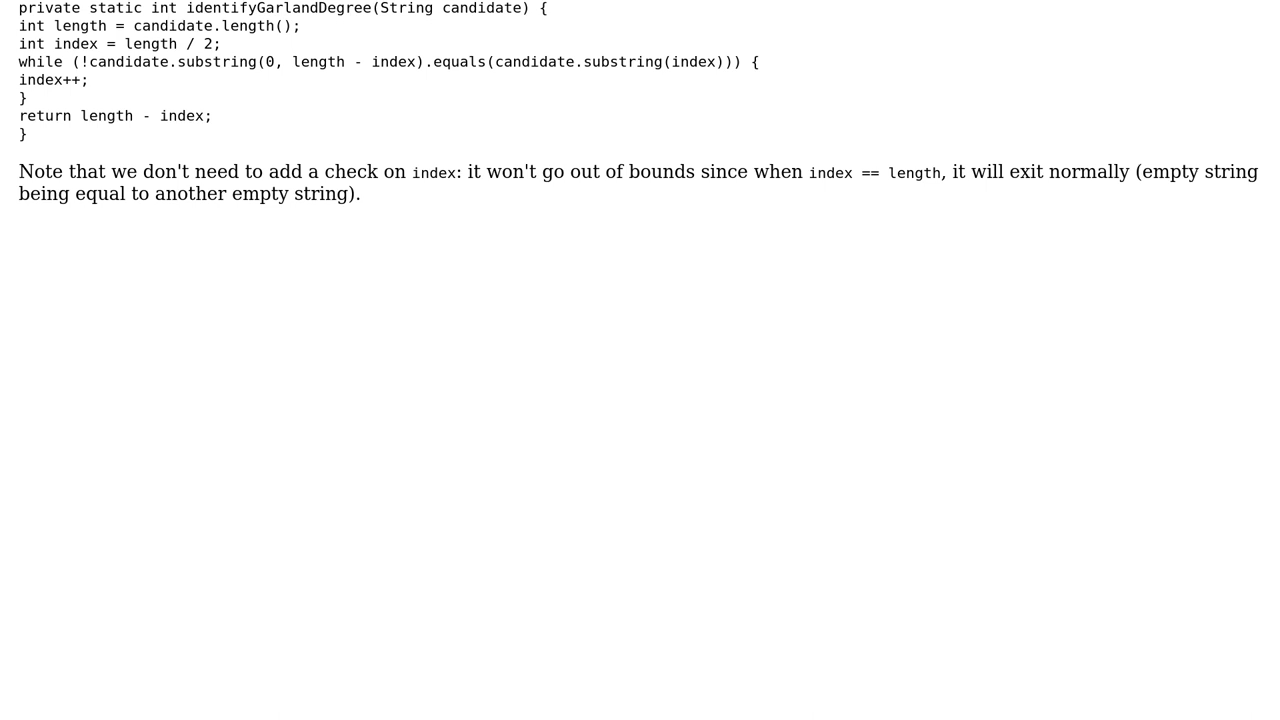 private static int identifyGarlandDegree(String candidate) {
int length = candidate.length();
int index = length / 2;
while (!candidate.substring(0, length - index).equals(candidate.substring(index))) {
index++;
}
return length - index;
}
Note that we don't need to add a check on index: it won't go out of bounds since when index == length, it will exit normally (empty string
being equal to another empty string).